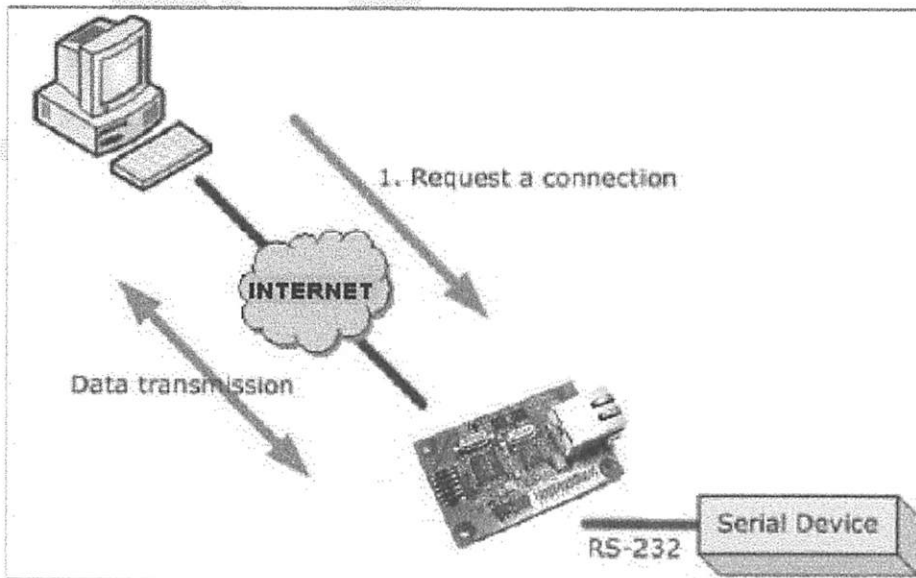 1. Request a connection
INTERNET
Data transmission
Serial Device
RS-232